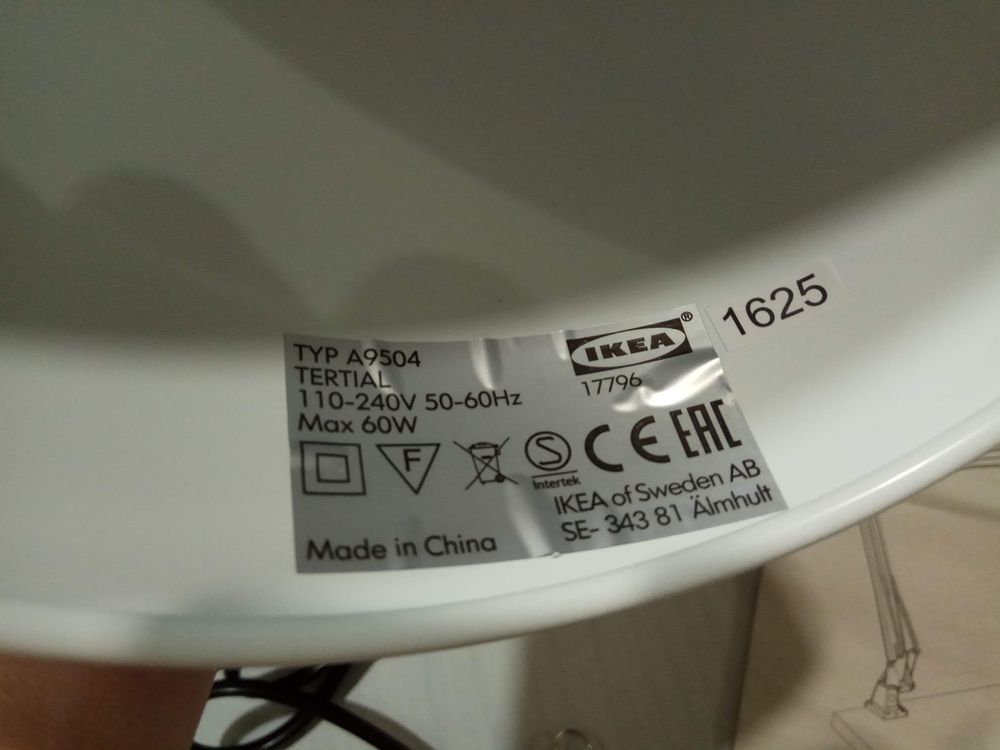 TYP A9504
TERTIAL
110-240V 50-60Hz
Max 60W
IKEA®
17796
1625
F
S
Intertek
CE EAC
IKEA of Sweden AB
SE- 343 81 Älmhult
Made in China